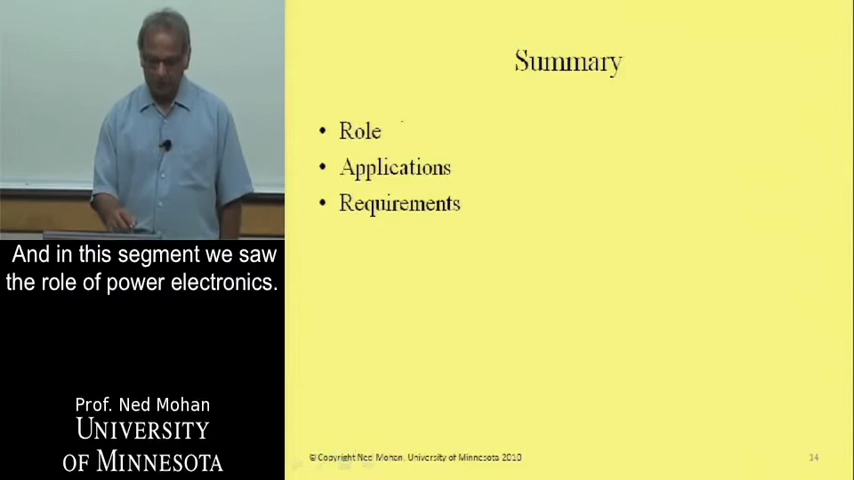 Summary
• Role
• Applications
• Requirements
And in this segment we saw
the role of power electronics.
Prof. Ned Mohan
UNIVERSITY
OF MINNESOTA
© Copyright Ned Mohan, University of Minnesota 2010
14